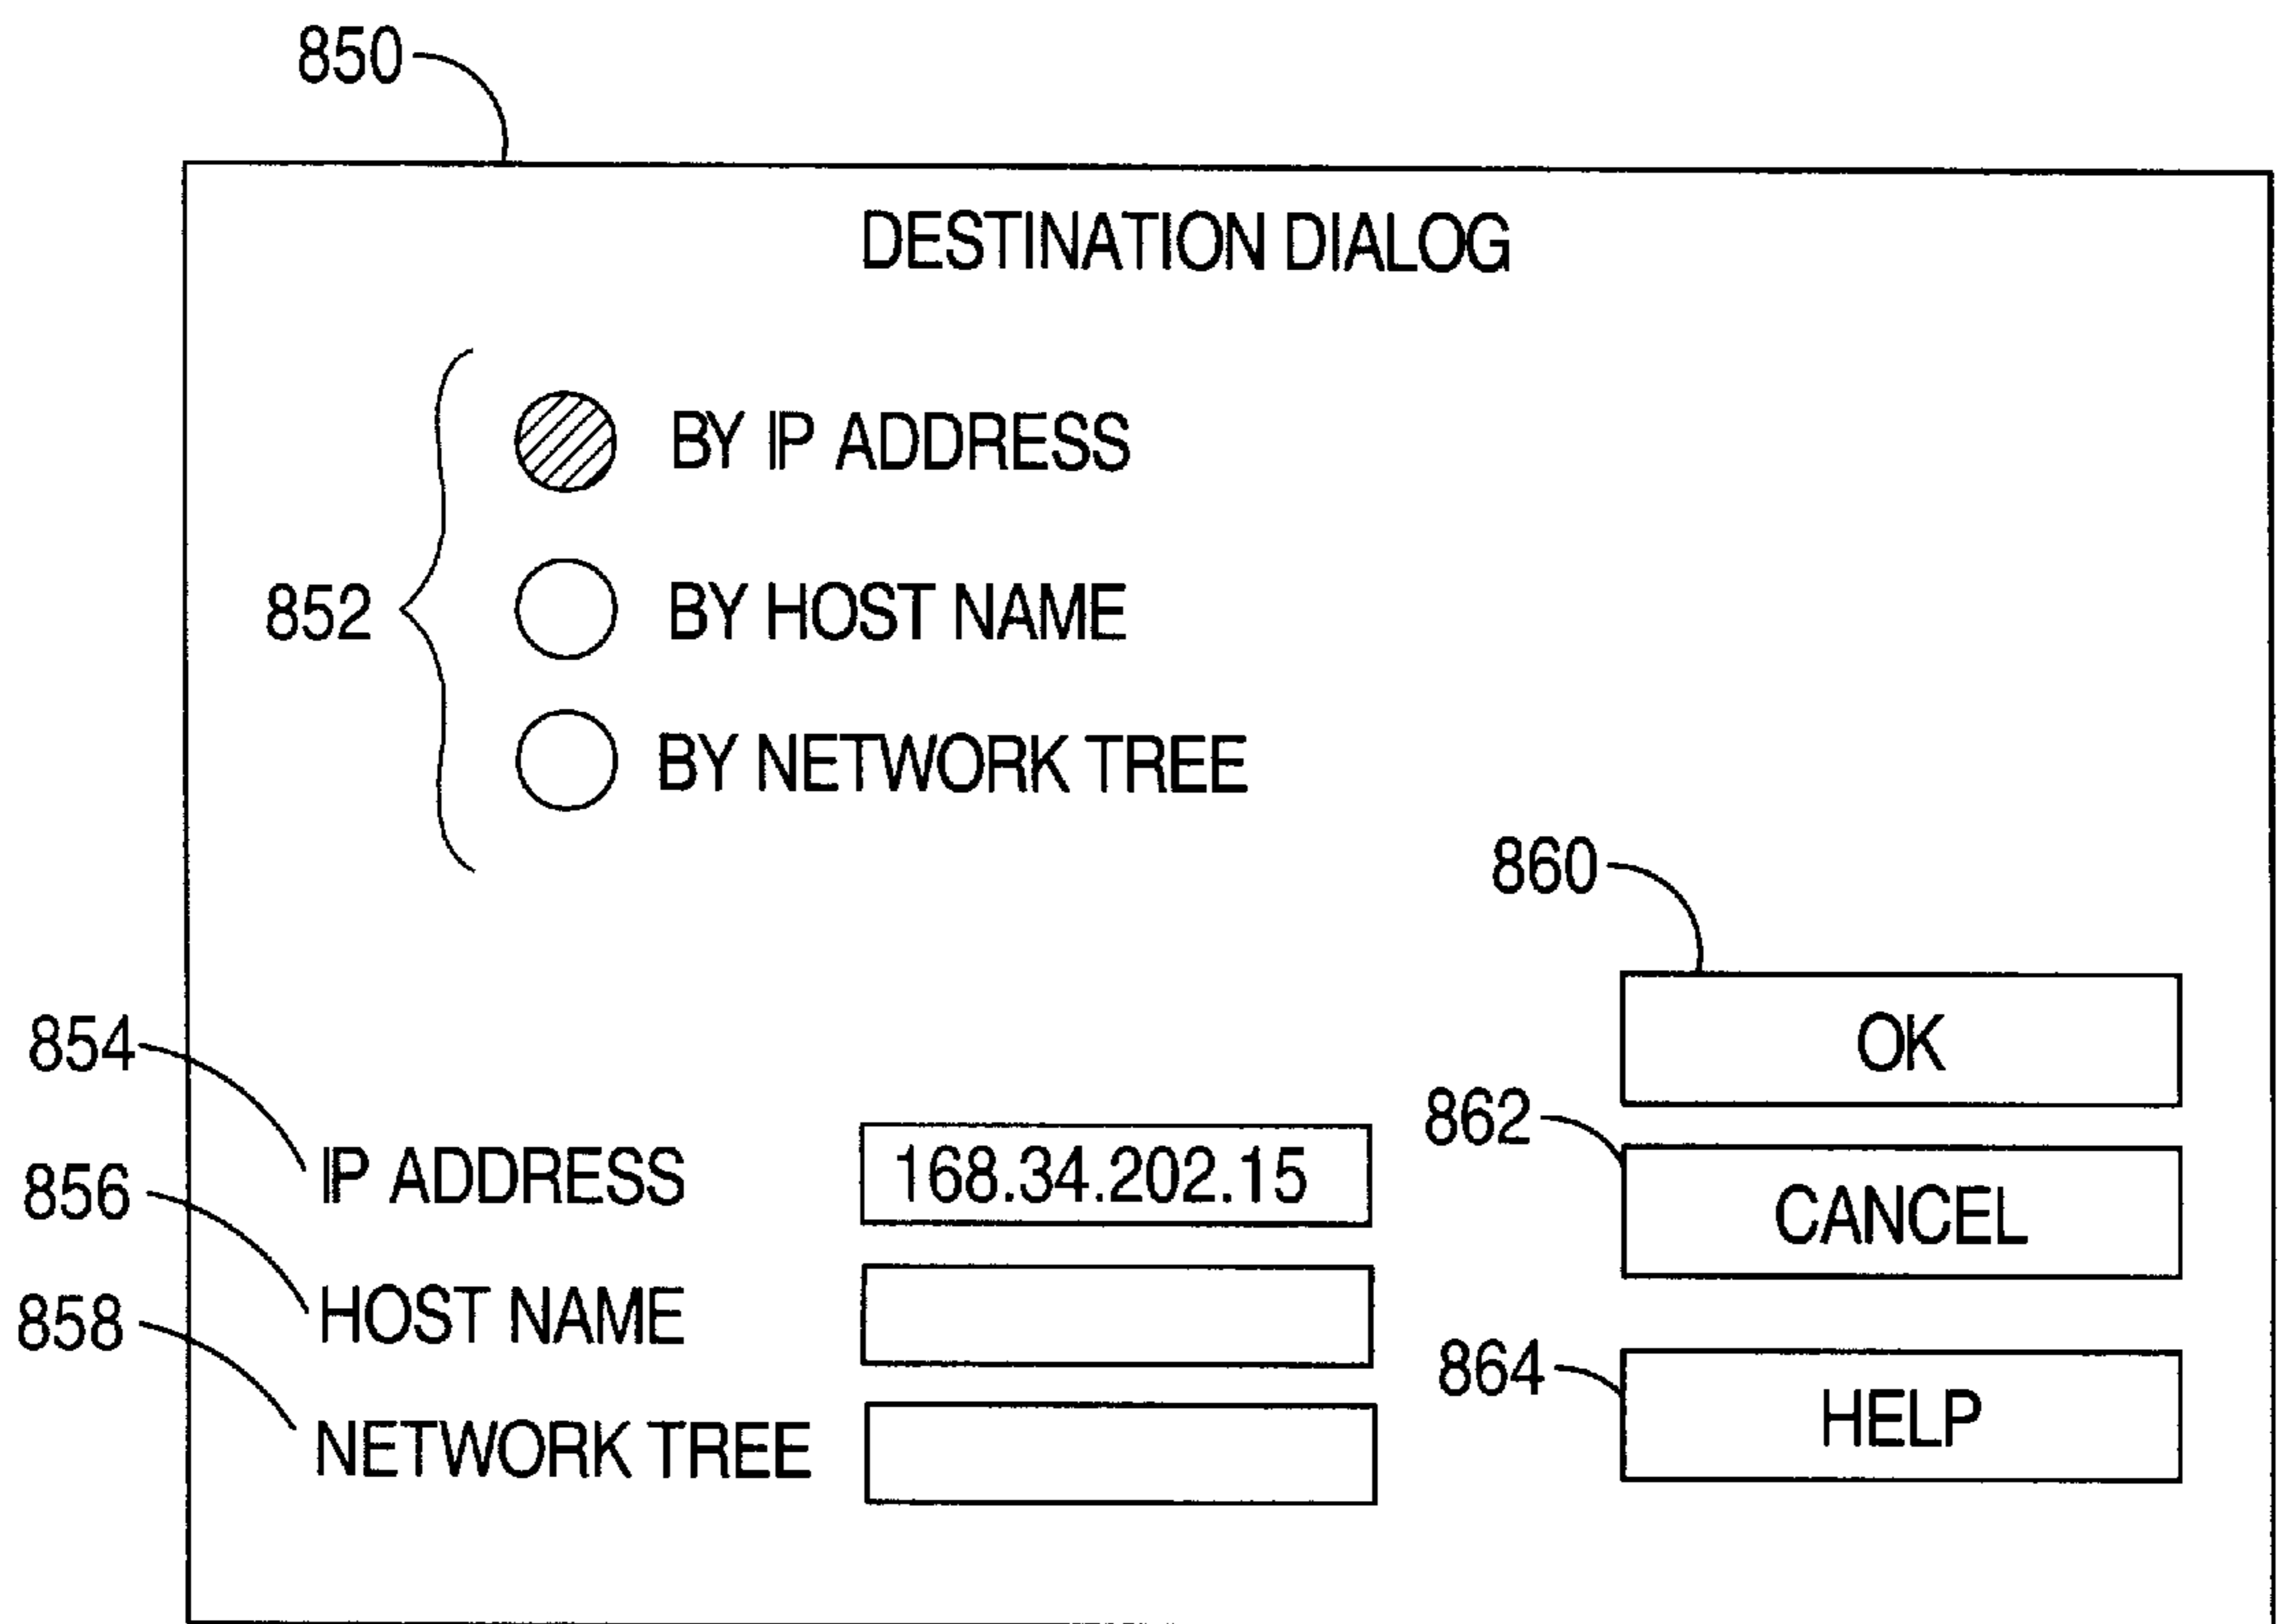 850
DESTINATION DIALOG
BY IP ADDRESS
852
BY HOST NAME
BY NETWORK TREE
860
OK
854
862
IP ADDRESS
168.34.202.15
CANCEL
856
HOST NAME
858
864
HELP
NETWORK TREE